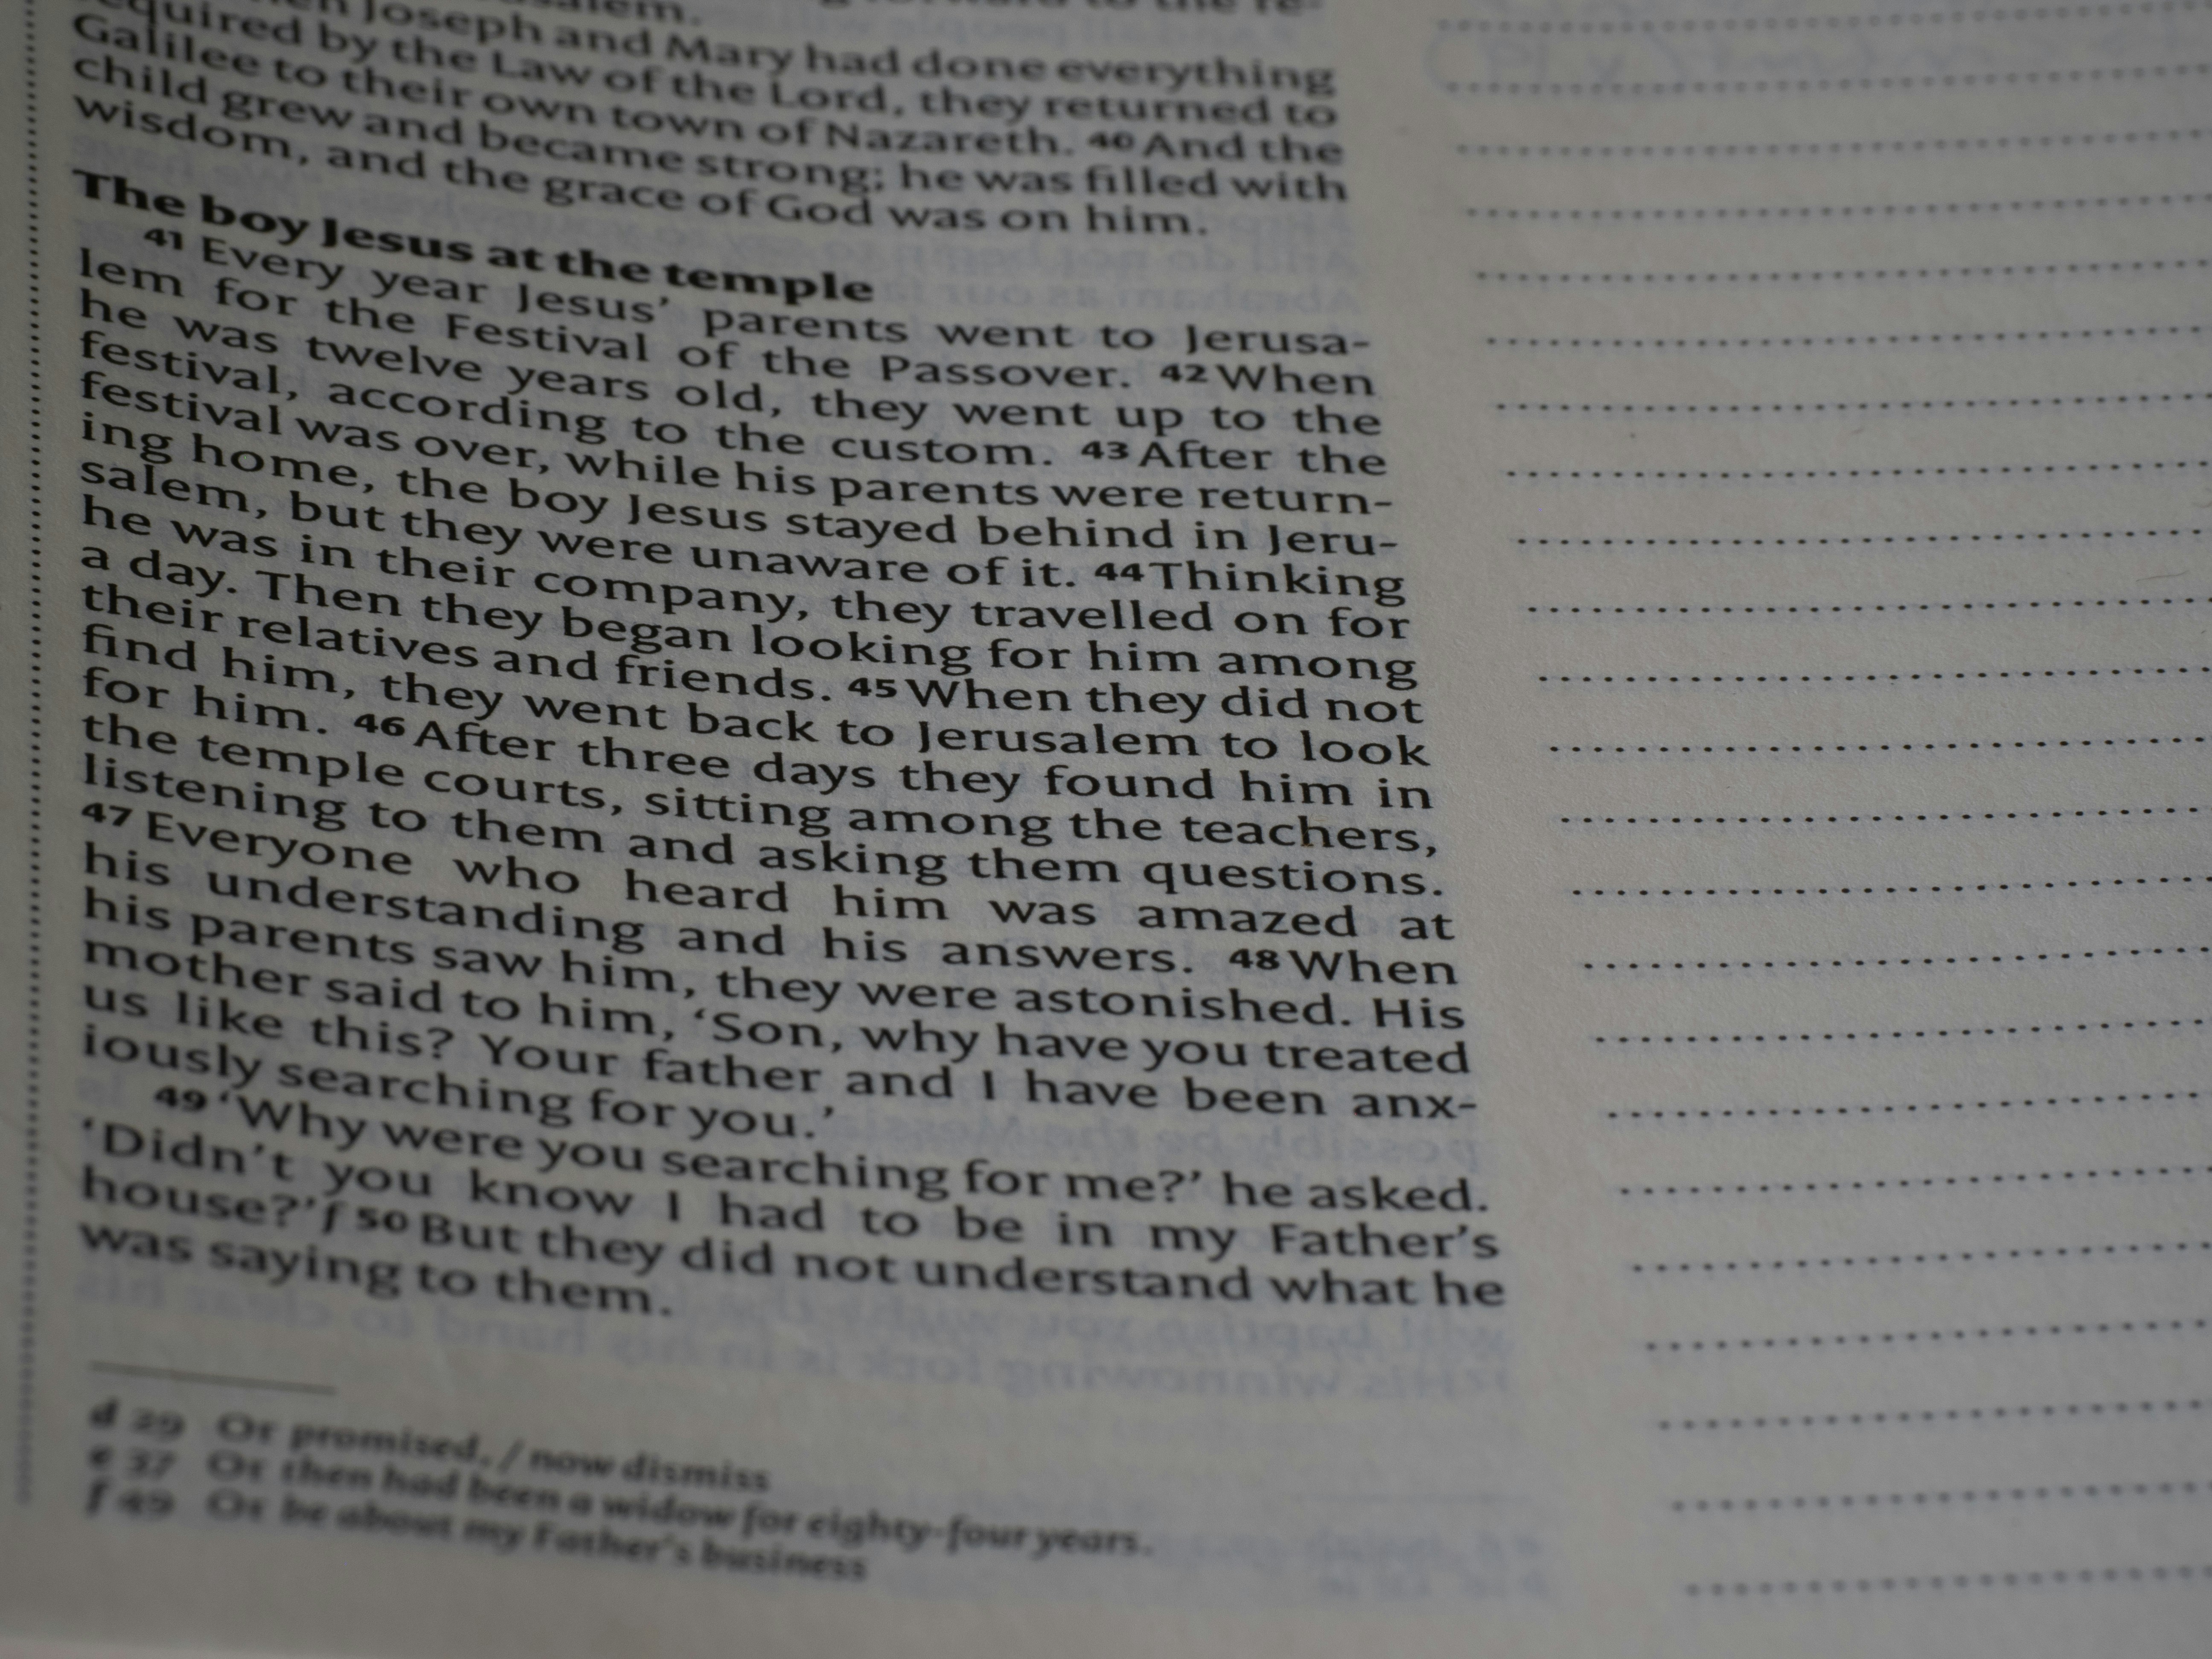 Joseph and Mary had done everything
required by the Law of the Lord, they returned to
Galilee to their own town of Nazareth. 40 And the
child grew and became strong; he was filled with
wisdom, and the grace of God was on him.
The boy Jesus at the temple
41 Every year Jesus’ parents went to Jerusa-
lem for the Festival of the Passover. 42 When
he was twelve years old, they went up to the
festival, according to the custom. 43 After the
festival was over, while his parents were return-
ing home, the boy Jesus stayed behind in Jeru-
salem, but they were unaware of it. 44 Thinking
he was in their company, they travelled on for
a day. Then they began looking for him among
their relatives and friends. 45 When they did not
find him, they went back to Jerusalem to look
for him. 46 After three days they found him in
the temple courts, sitting among the teachers,
listening to them and asking them questions.
47 Everyone who heard him was amazed at
his understanding and his answers. 48 When
his parents saw him, they were astonished. His
mother said to him, ‘Son, why have you treated
us like this? Your father and I have been anx-
iously searching for you.’
49 ‘Why were you searching for me?’ he asked.
‘Didn’t you know I had to be in my Father’s
house?’f 50 But they did not understand what he
was saying to them.
d 29 Or promised, / now dismiss
e 37 Or then had been a widow for eighty-four years.
f 49 Or be about my Father’s business